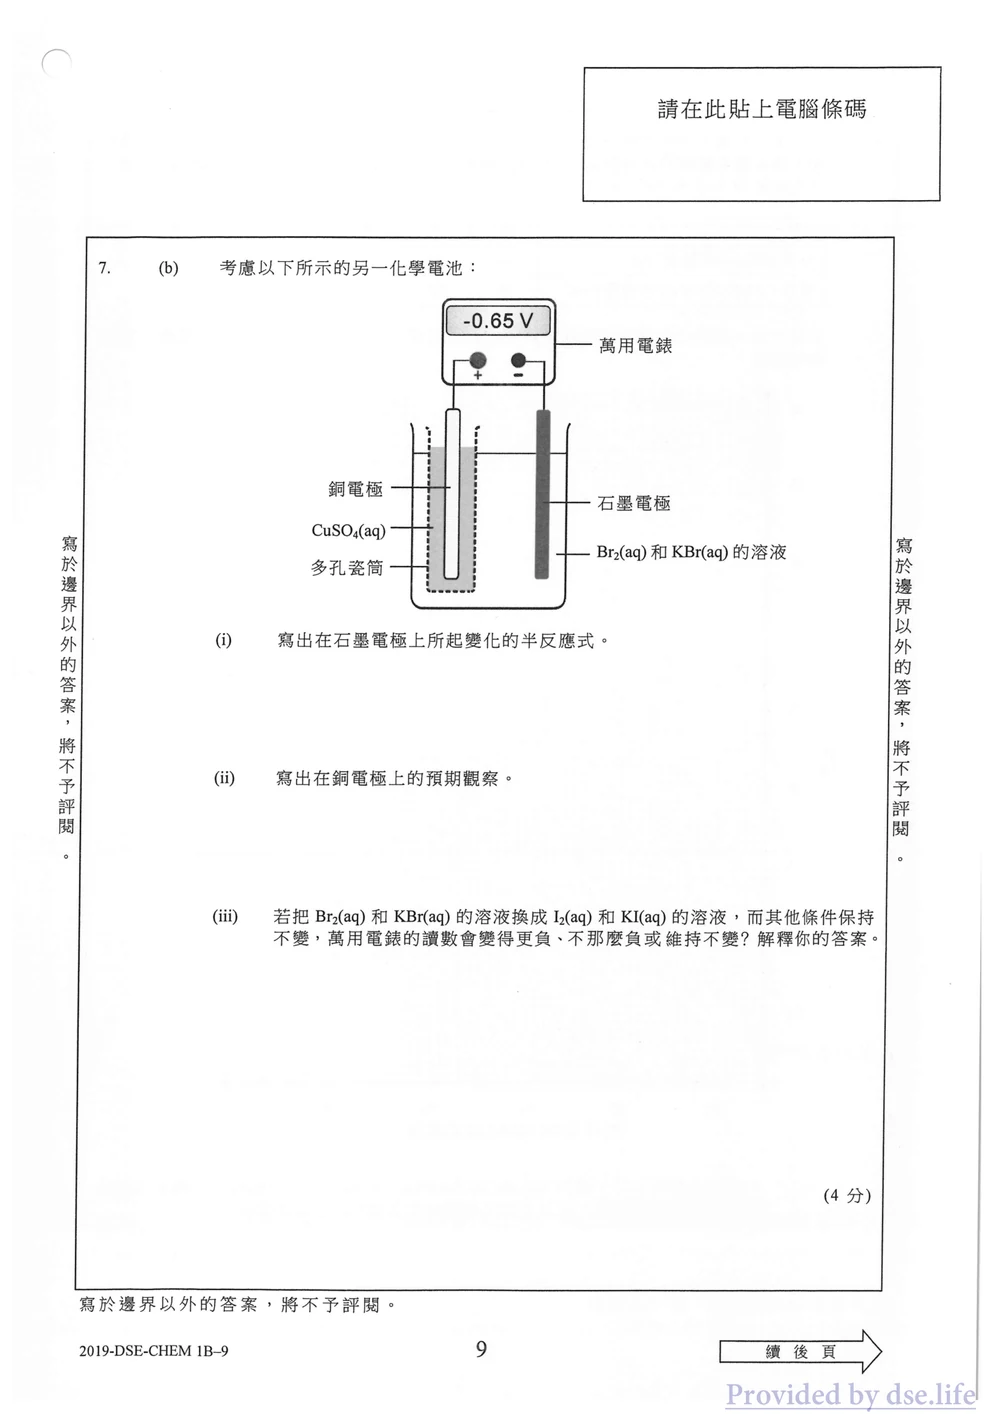 請在此貼上電腦條碼
7. (b) 考慮以下所示的另一化學電池：
-0.65 V
萬用電錶
+ -
銅電極
石墨電極
CuSO₄(aq)
Br₂(aq) 和 KBr(aq) 的溶液
多孔瓷筒
(i) 寫出在石墨電極上所起變化的半反應式。
(ii) 寫出在銅電極上的預期觀察。
(iii) 若把 Br₂(aq) 和 KBr(aq) 的溶液換成 I₂(aq) 和 KI(aq) 的溶液，而其他條件保持
不變，萬用電錶的讀數會變得更負、不那麼負或維持不變？解釋你的答案。
(4 分)
寫於邊界以外的答案，將不予評閱。
寫於邊界以外的答案，將不予評閱。
寫於邊界以外的答案，將不予評閱。
2019-DSE-CHEM 1B–9
9
續後頁
Provided by dse.life